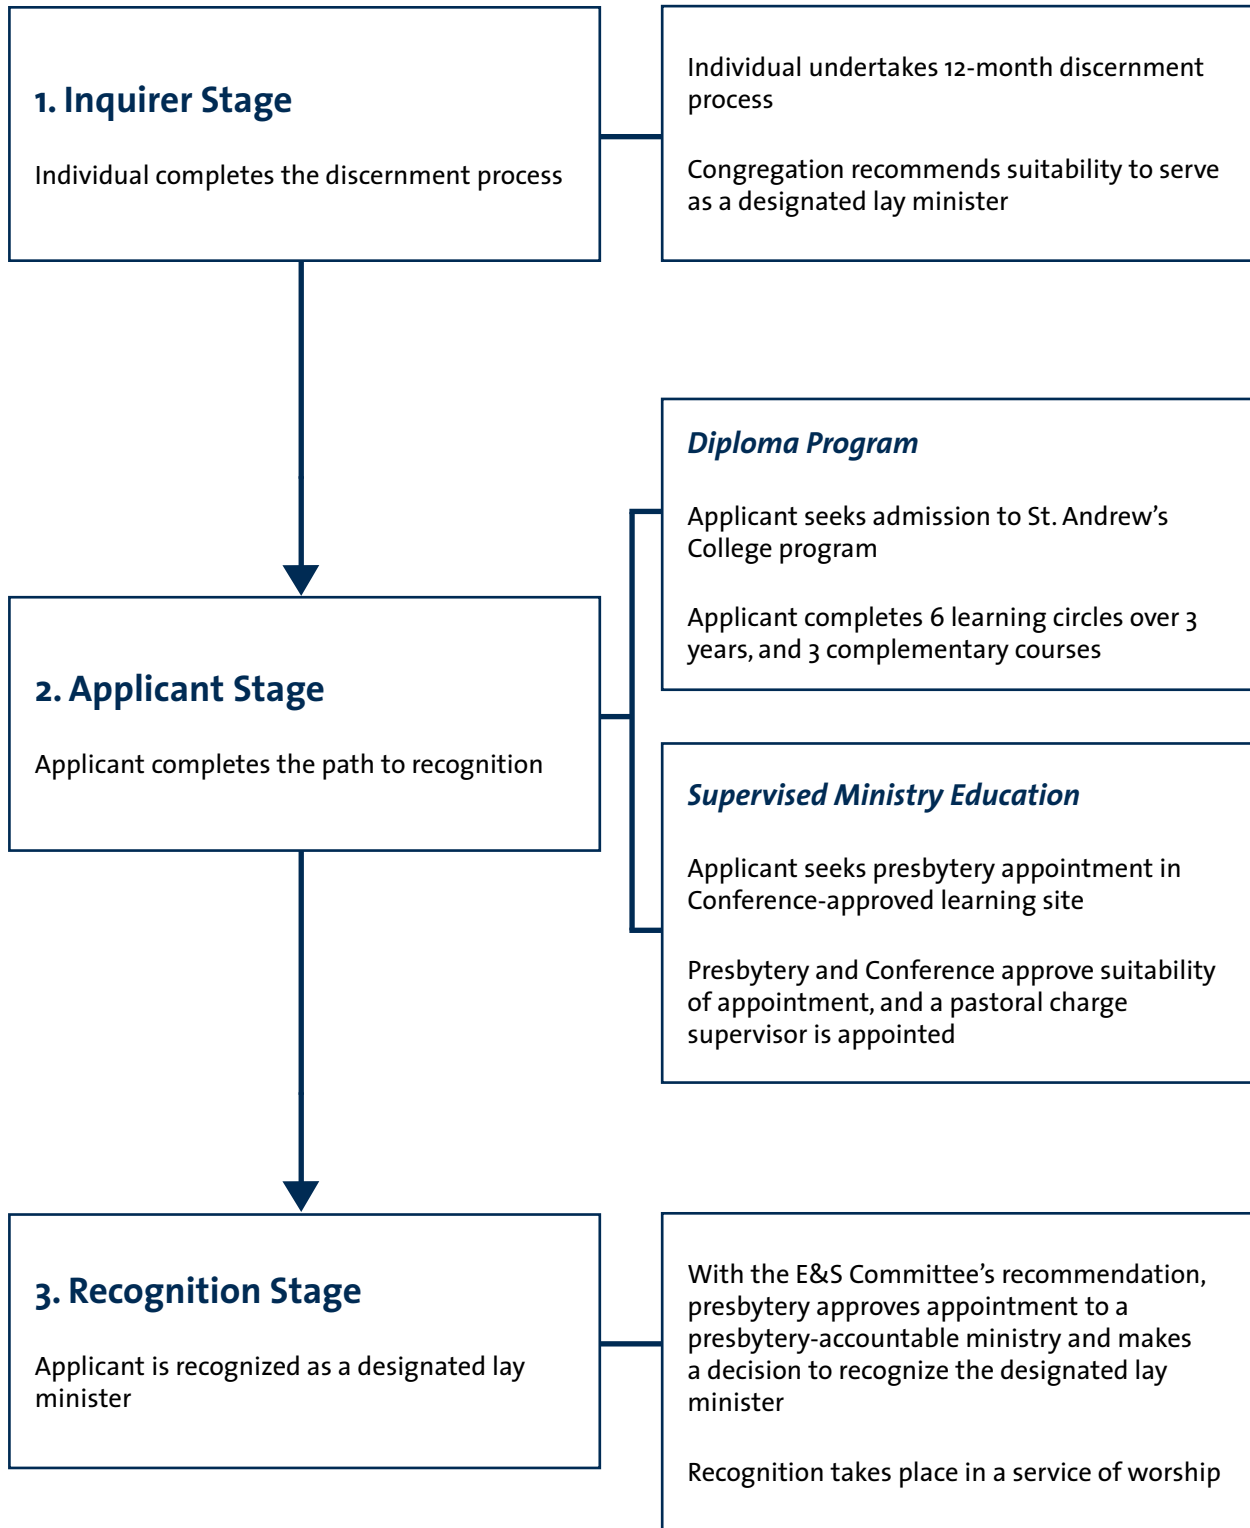 1. Inquirer Stage
Individual completes the discernment process
Individual undertakes 12-month discernment
process
Congregation recommends suitability to serve
as a designated lay minister
2. Applicant Stage
Applicant completes the path to recognition
Diploma Program
Applicant seeks admission to St. Andrew’s
College program
Applicant completes 6 learning circles over 3
years, and 3 complementary courses
Supervised Ministry Education
Applicant seeks presbytery appointment in
Conference-approved learning site
Presbytery and Conference approve suitability
of appointment, and a pastoral charge
supervisor is appointed
3. Recognition Stage
Applicant is recognized as a designated lay
minister
With the E&S Committee’s recommendation,
presbytery approves appointment to a
presbytery-accountable ministry and makes
a decision to recognize the designated lay
minister
Recognition takes place in a service of worship